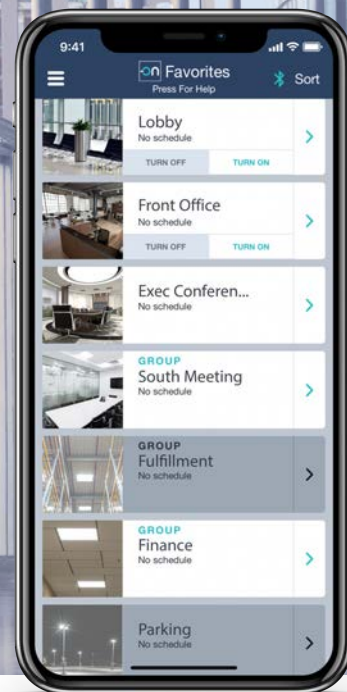 9:41
on Favorites
Press For Help
Sort
Lobby
No schedule
TURN OFF
TURN ON
Front Office
No schedule
TURN OFF
TURN ON
Exec Conferen...
No schedule
GROUP
South Meeting
No schedule
GROUP
Fulfillment
No schedule
GROUP
Finance
No schedule
Parking
No schedule